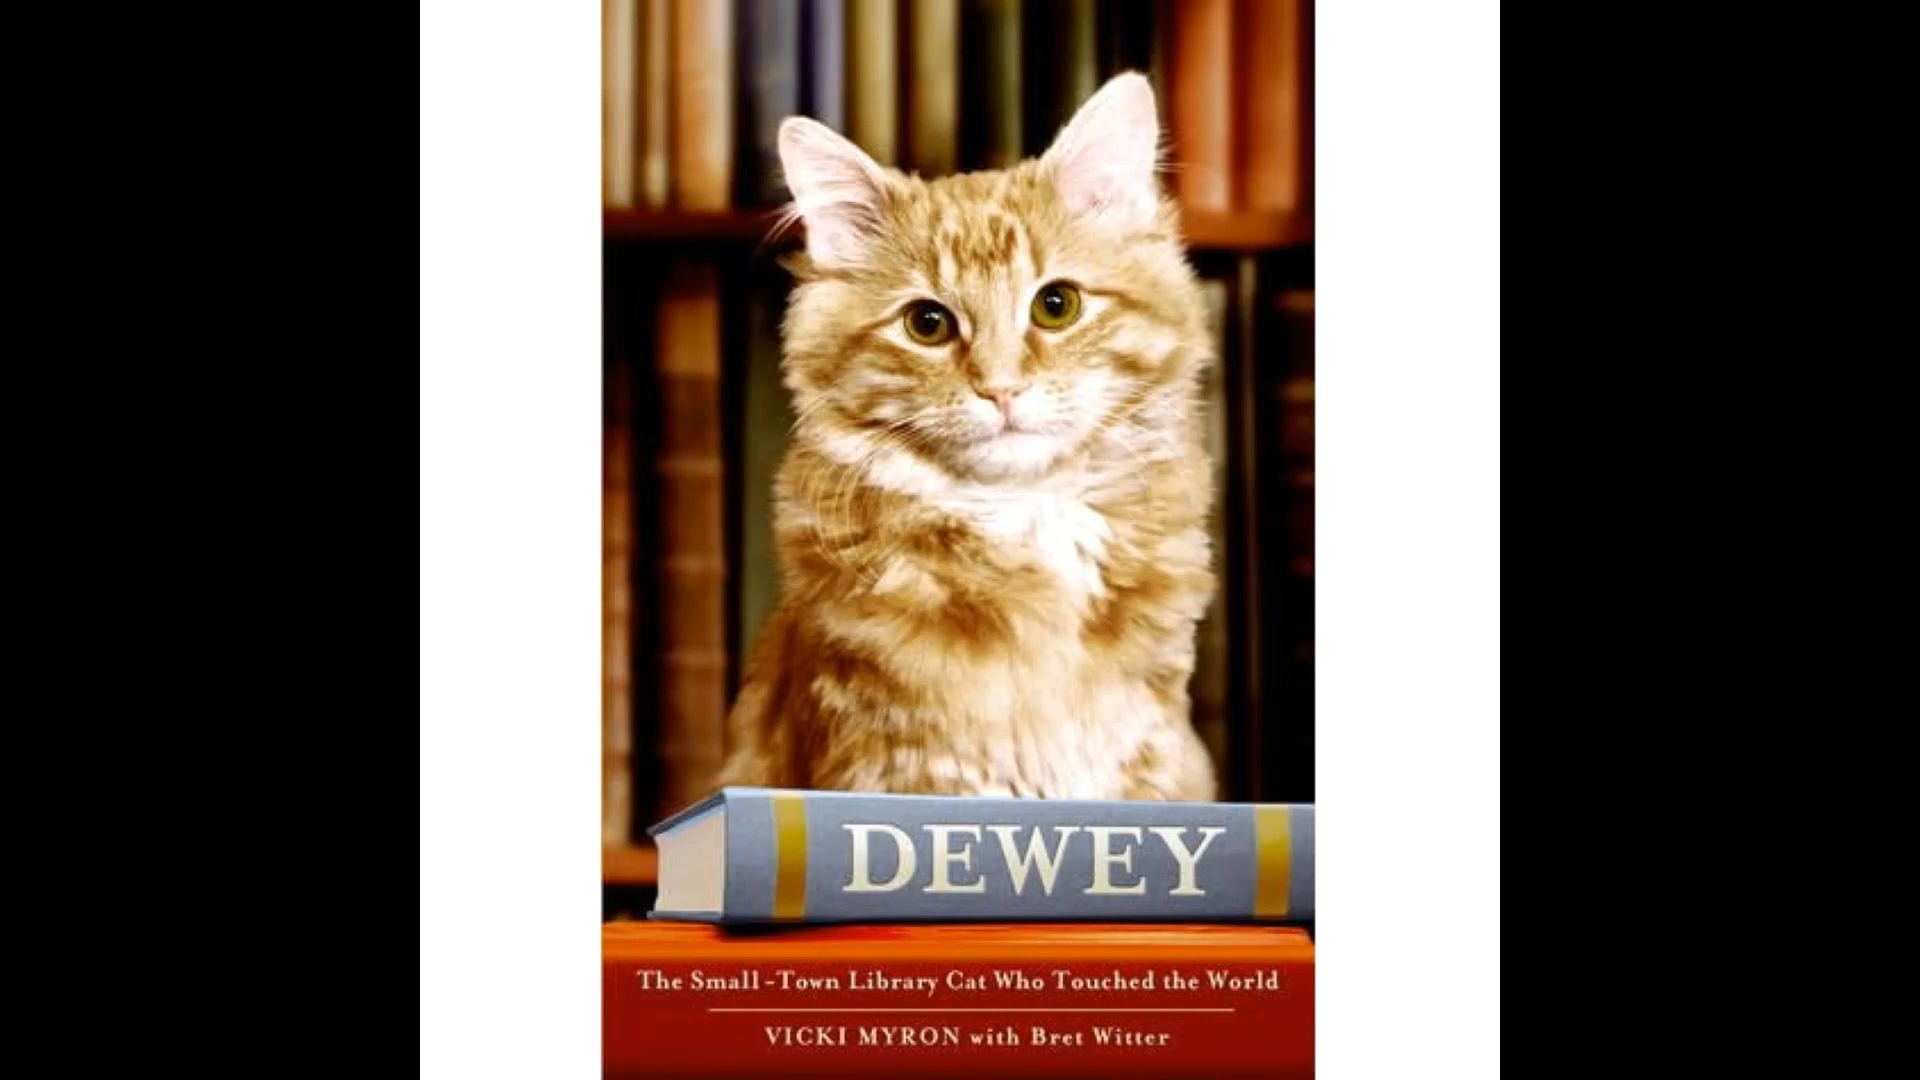 DEWEY
The Small-Town Library Cat Who Touched the World
VICKI MYRON with Bret Witter